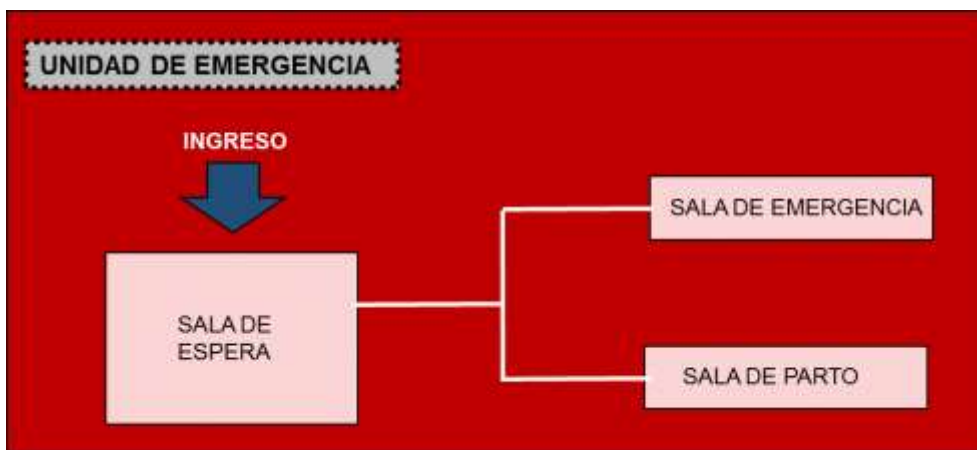 UNIDAD DE EMERGENCIA
INGRESO
SALA DE EMERGENCIA
SALA DE
ESPERA
SALA DE PARTO